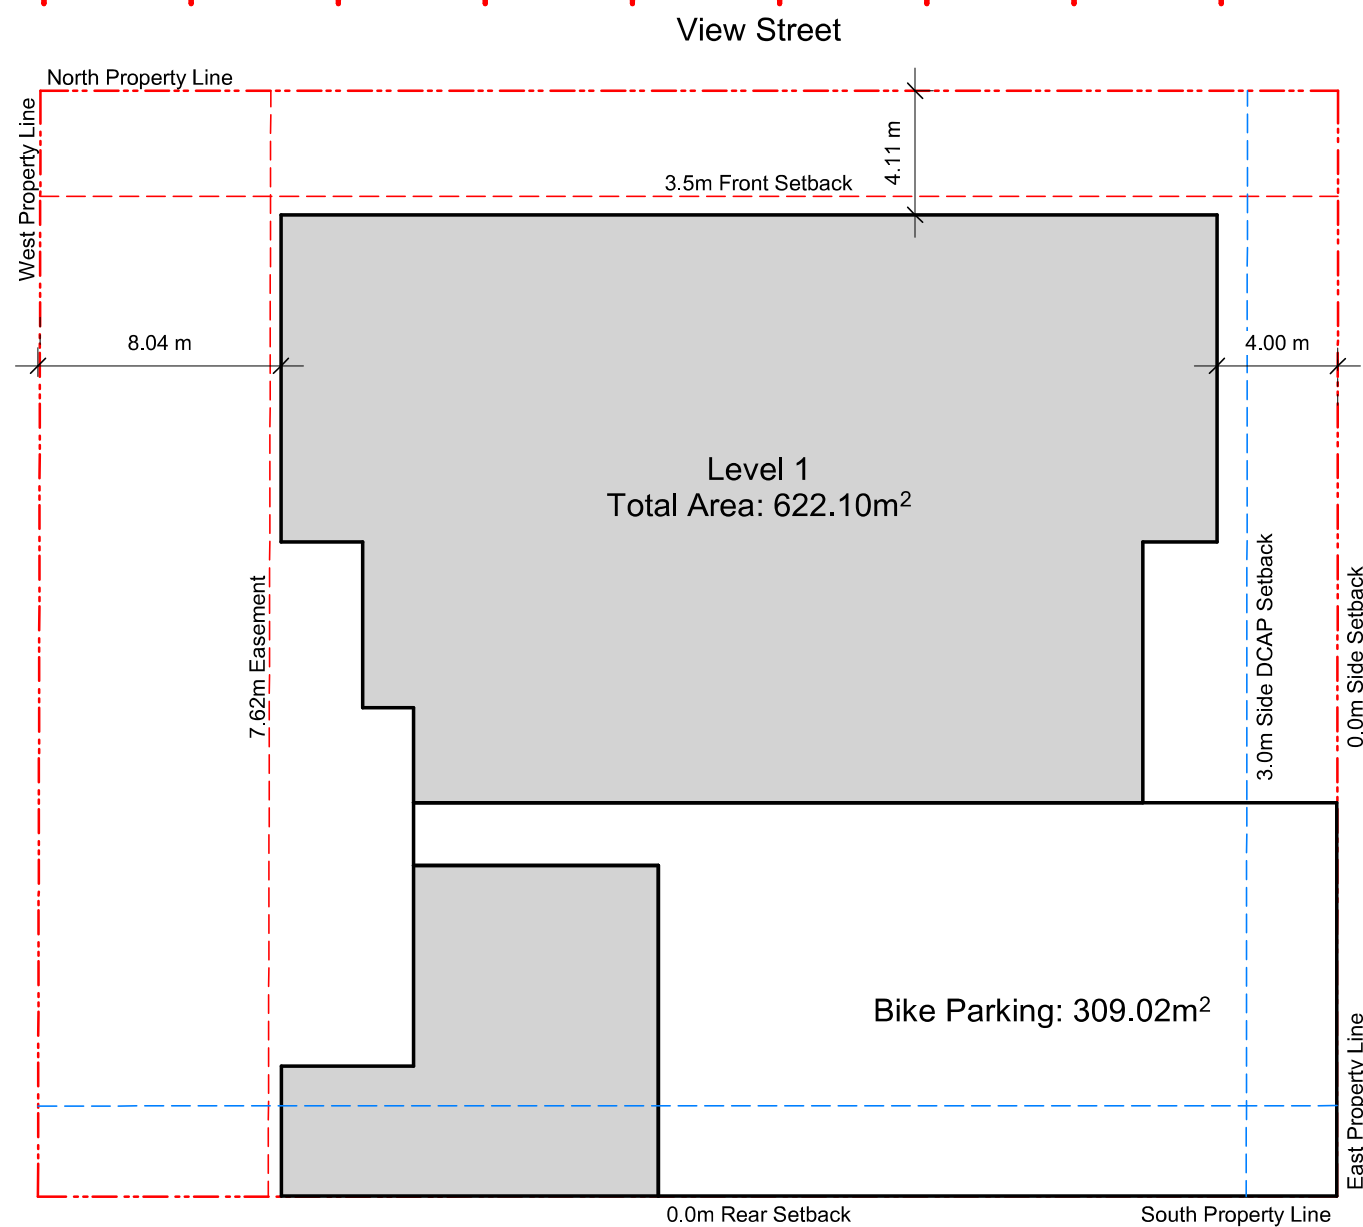 View Street
North Property Line
West Property Line
4.11 m
3.5m Front Setback
8.04 m
4.00 m
Level 1
Total Area: 622.10m²
7.62m Easement
3.0m Side DCAP Setback
0.0m Side Setback
Bike Parking: 309.02m²
East Property Line
0.0m Rear Setback
South Property Line